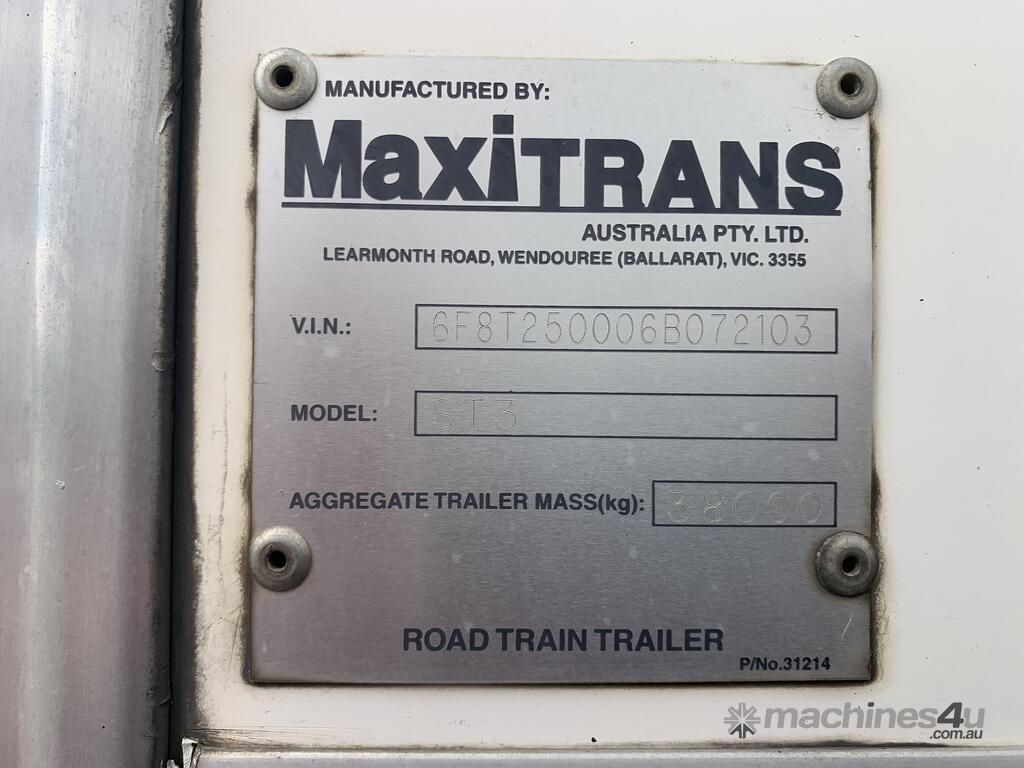 MANUFACTURED BY:
MaxiTRANS
AUSTRALIA PTY. LTD.
LEARMONTH ROAD, WENDOUREE (BALLARAT), VIC. 3355
V.I.N.: 6F8T250006B072103
MODEL: ST3
AGGREGATE TRAILER MASS(kg): 38000
ROAD TRAIN TRAILER
P/No.31214
machines4u
.com.au